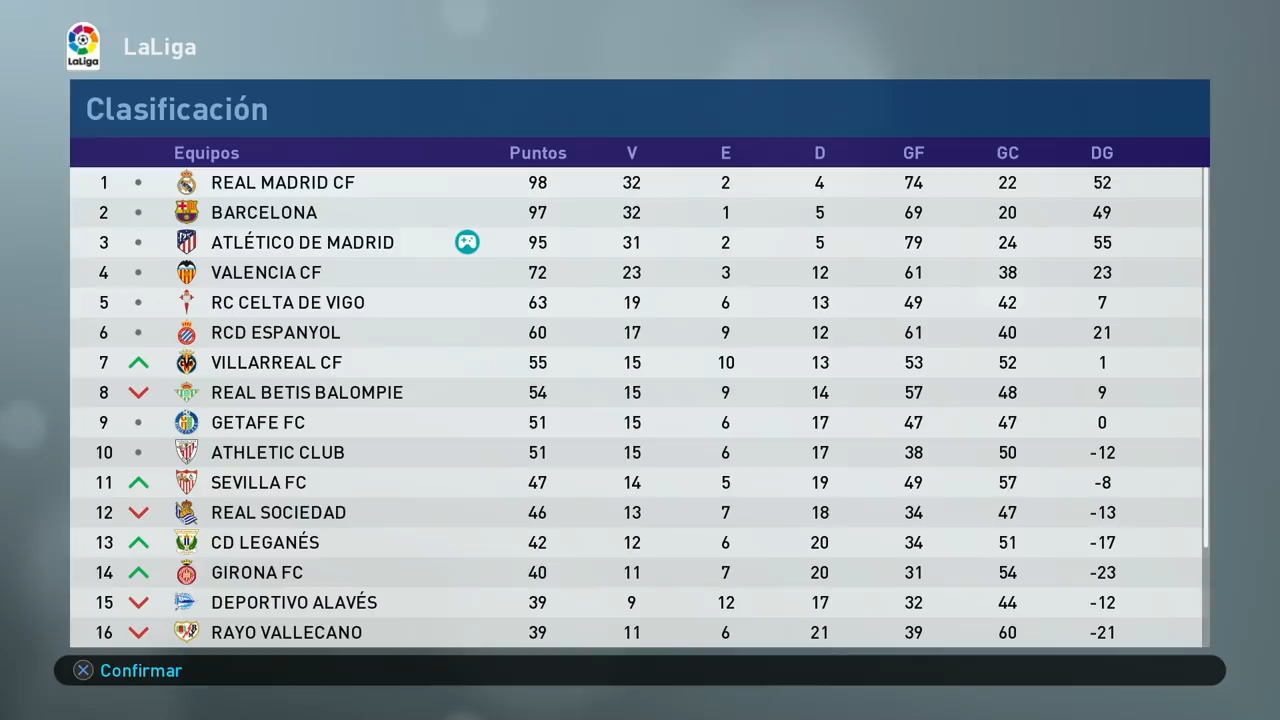 LaLiga
LaLiga
Clasificación
Equipos Puntos V E D GF GC DG
1 REAL MADRID CF 98 32 2 4 74 22 52
2 BARCELONA 97 32 1 5 69 20 49
3 ATLÉTICO DE MADRID 95 31 2 5 79 24 55
4 VALENCIA CF 72 23 3 12 61 38 23
5 RC CELTA DE VIGO 63 19 6 13 49 42 7
6 RCD ESPANYOL 60 17 9 12 61 40 21
7 VILLARREAL CF 55 15 10 13 53 52 1
8 REAL BETIS BALOMPIE 54 15 9 14 57 48 9
9 GETAFE FC 51 15 6 17 47 47 0
10 ATHLETIC CLUB 51 15 6 17 38 50 -12
11 SEVILLA FC 47 14 5 19 49 57 -8
12 REAL SOCIEDAD 46 13 7 18 34 47 -13
13 CD LEGANÉS 42 12 6 20 34 51 -17
14 GIRONA FC 40 11 7 20 31 54 -23
15 DEPORTIVO ALAVÉS 39 9 12 17 32 44 -12
16 RAYO VALLECANO 39 11 6 21 39 60 -21
Confirmar